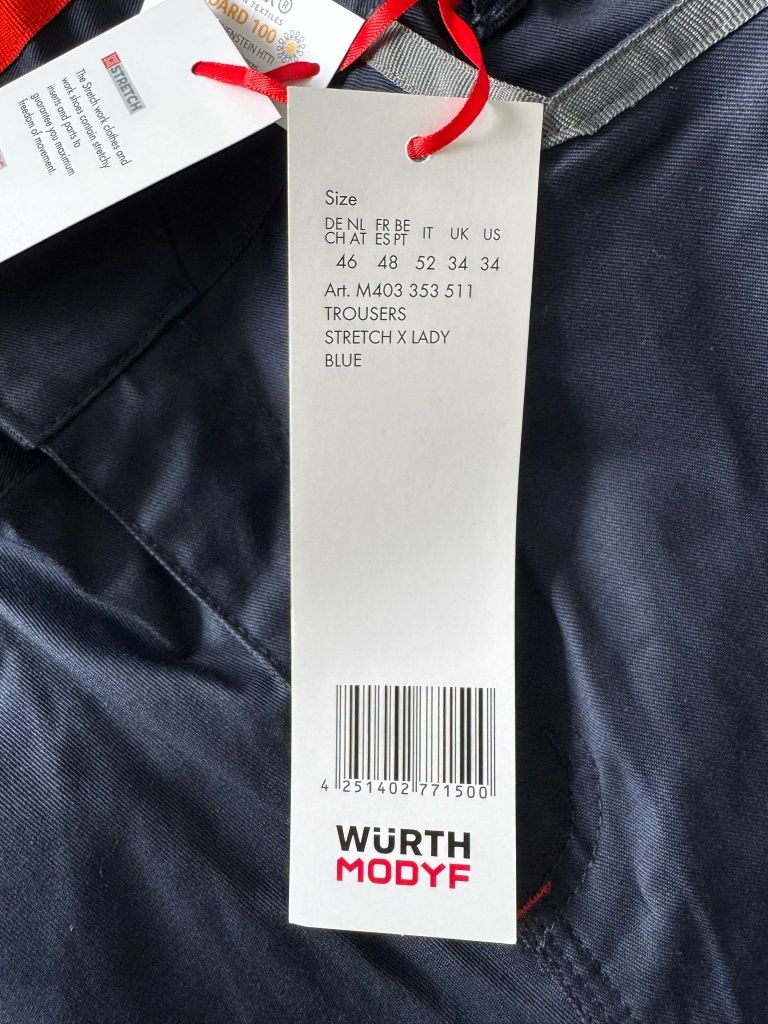 ARD 100
STRETCH
The Stretch work clothes and
work shoes contain stretchy
inserts and parts to
guarantee you maximum
freedom of movement.
Size
DE NL FR BE IT UK US
CH AT ES PT
46 48 52 34 34
Art. M403 353 511
TROUSERS
STRETCH X LADY
BLUE
4 251402 771500
WÜRTH
MODYF